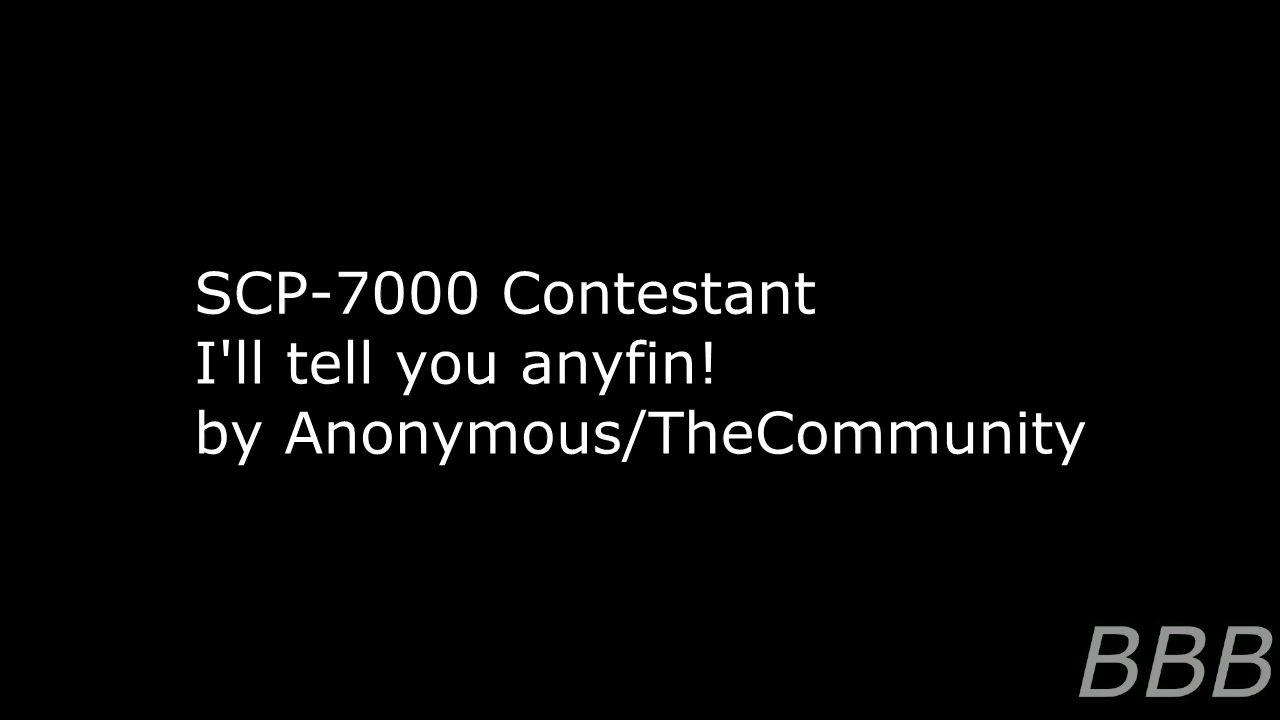 SCP-7000 Contestant
I'll tell you anyfin!
by Anonymous/TheCommunity
BBB